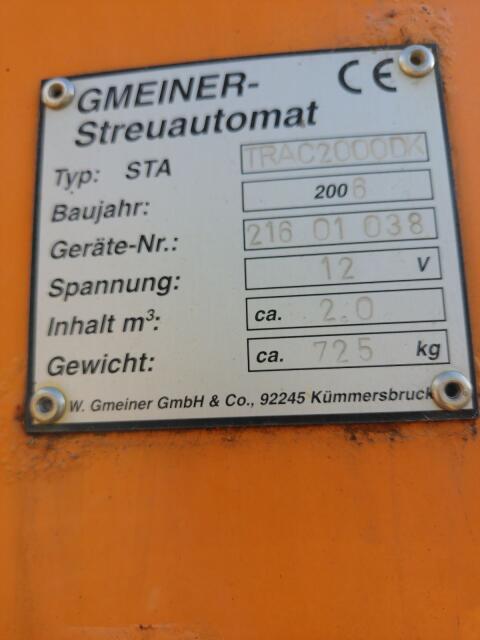 GMEINER- CE
Streuautomat
Typ: STA TRAC2000DK
Baujahr: 2006
Geräte-Nr.: 216 01 038
Spannung: 12 V
Inhalt m³: ca. 2.0
Gewicht: ca. 725 kg
W. Gmeiner GmbH & Co., 92245 Kümmersbruck